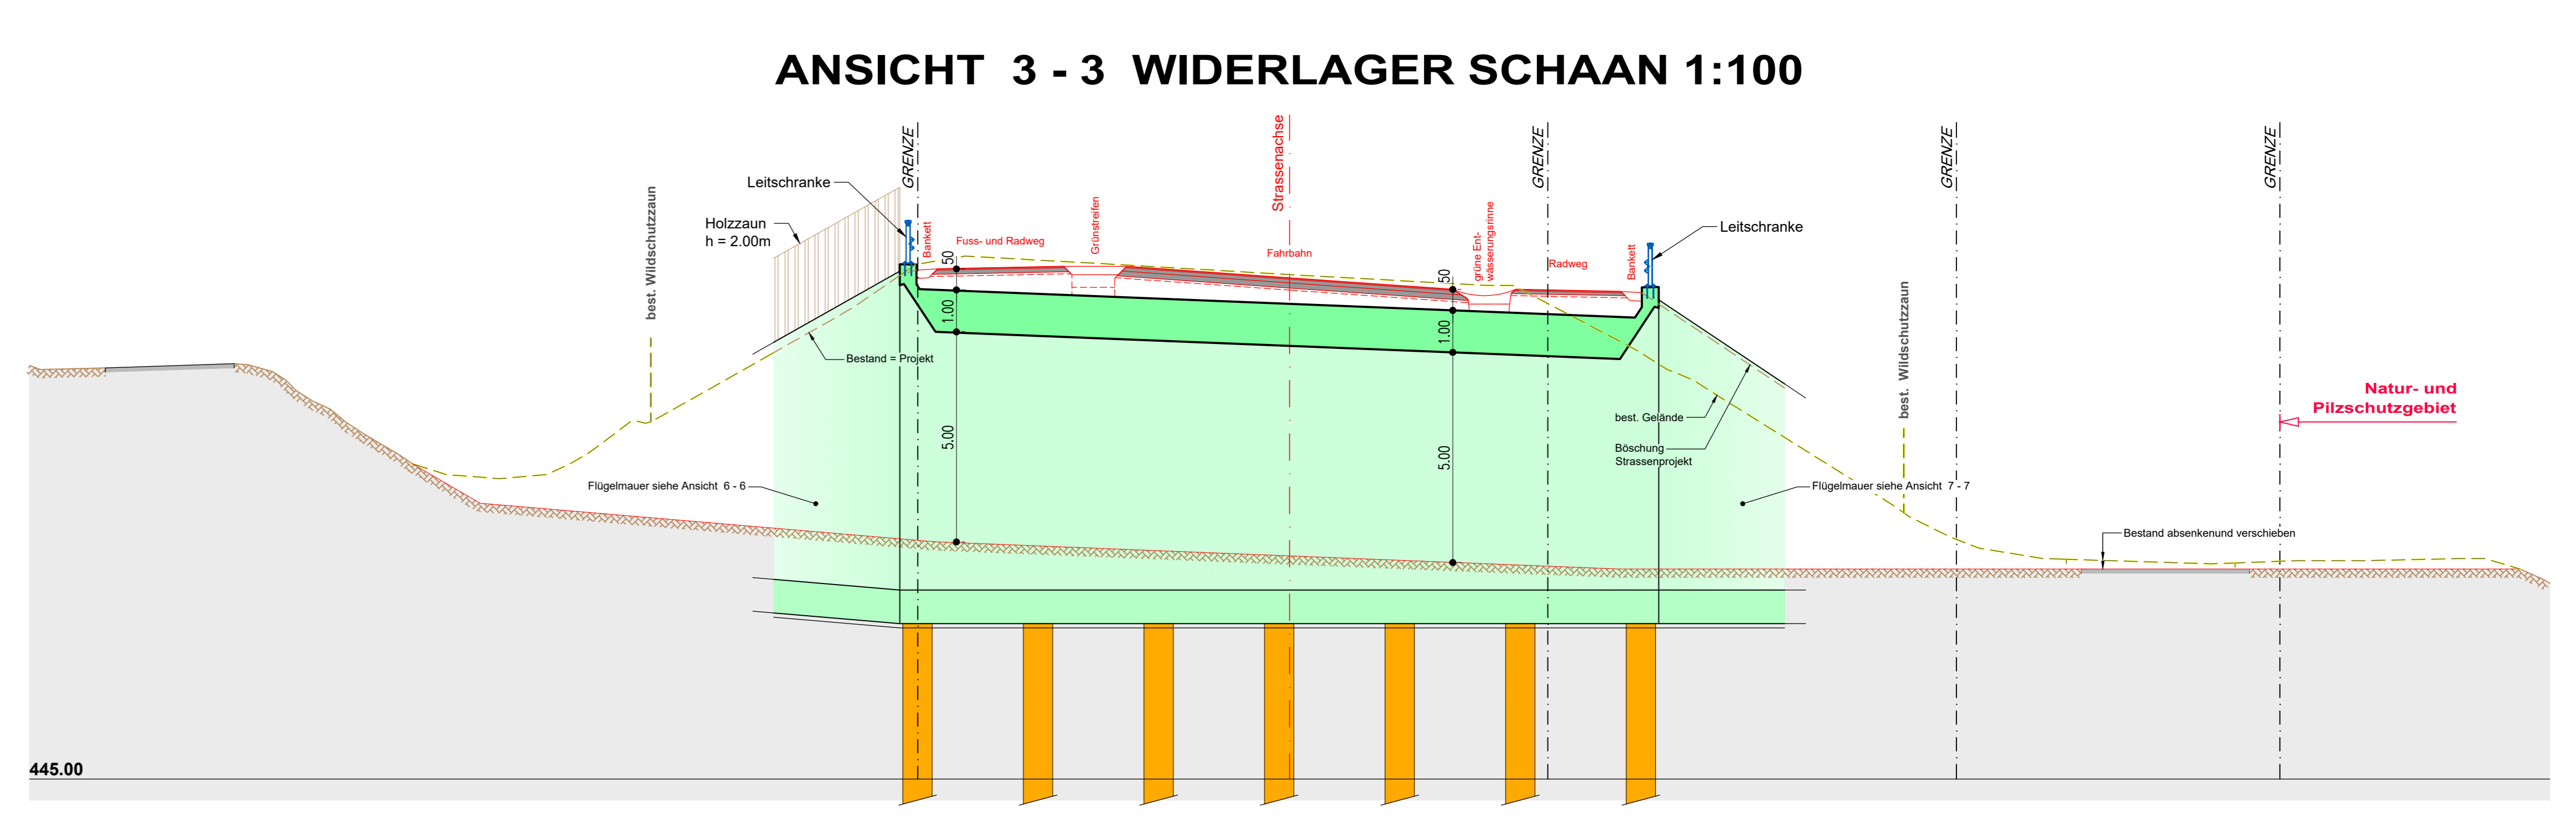 ANSICHT 3 - 3 WIDERLAGER SCHAAN 1:100
GRENZE
Strassenachse
GRENZE
GRENZE
GRENZE
best. Wildschutzzaun
Leitschranke
Holzzaun
h = 2.00m
Bankett
Fuss- und Radweg
Grünstreifen
Fahrbahn
grüne Ent-
wässerungsrinne
Radweg
Bankett
Leitschranke
best. Wildschutzzaun
50
1.00
5.00
50
1.00
5.00
Bestand = Projekt
best. Gelände
Böschung
Strassenprojekt
Natur- und
Pilzschutzgebiet
Flügelmauer siehe Ansicht 6 - 6
Flügelmauer siehe Ansicht 7 - 7
Bestand absenkenund verschieben
445.00